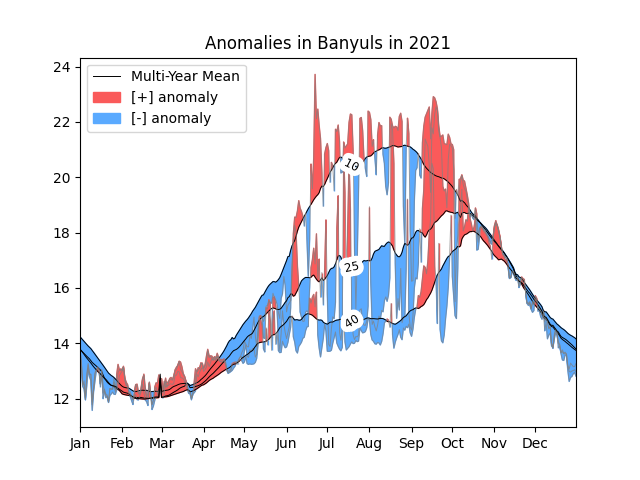 Anomalies in Banyuls in 2021
24
22
20
18
16
14
12
Multi-Year Mean
[+] anomaly
[-] anomaly
10
25
40
Jan Feb Mar Apr May Jun Jul Aug Sep Oct Nov Dec